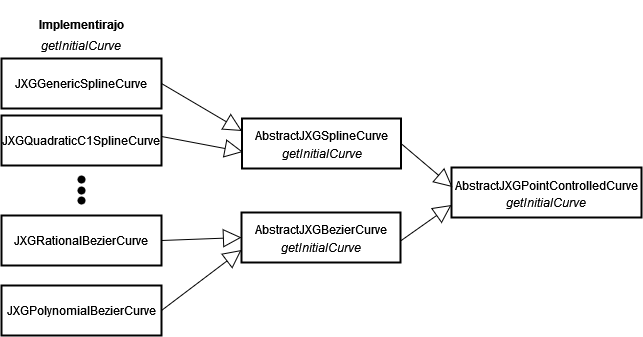 Implementirajo
getInitialCurve
JXGGenericSplineCurve
JXGQuadraticC1SplineCurve
JXGRationalBezierCurve
JXGPolynomialBezierCurve
AbstractJXGSplineCurve
getInitialCurve
AbstractJXGBezierCurve
getInitialCurve
AbstractJXGPointControlledCurve
getInitialCurve